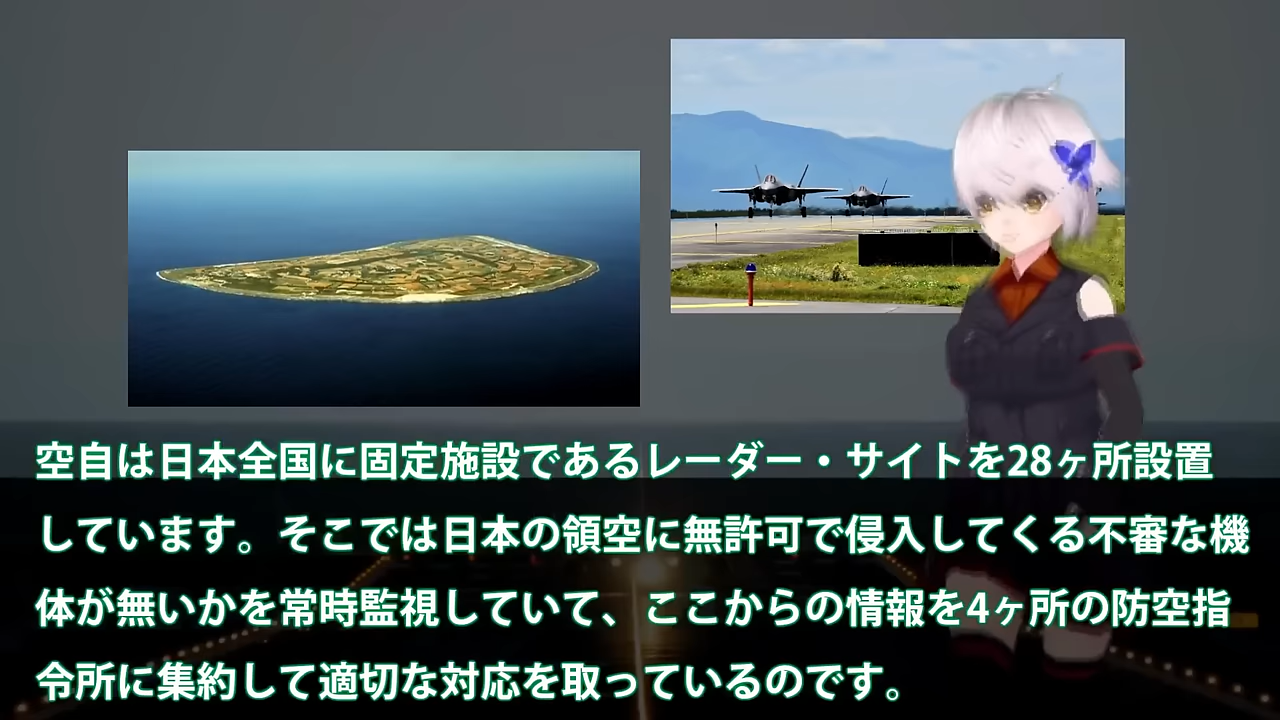 空自は日本全国に固定施設であるレーダー・サイトを28ヶ所設置
しています。そこでは日本の領空に無許可で侵入してくる不審な機
体が無いかを常時監視していて、ここからの情報を4ヶ所の防空指
令所に集約して適切な対応を取っているのです。